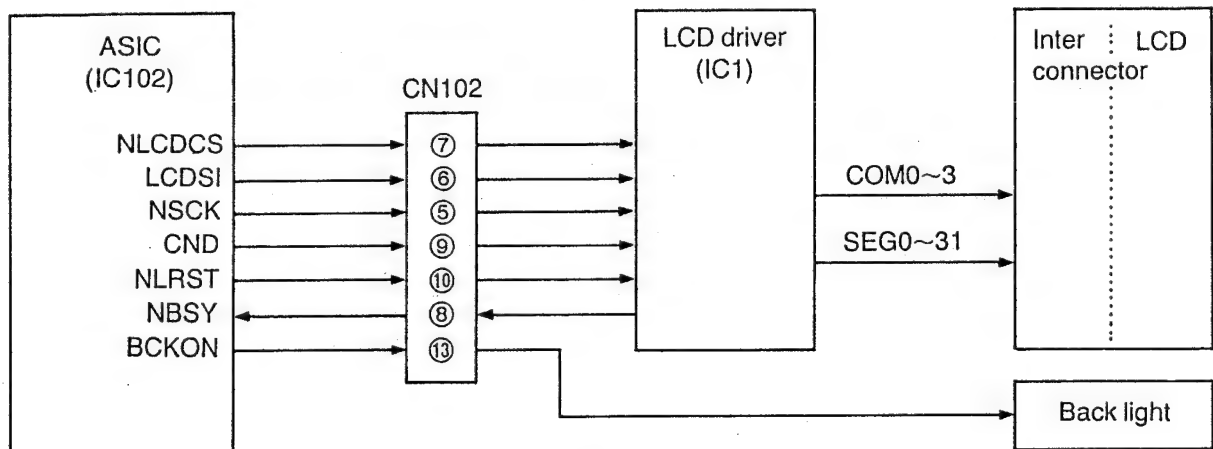 ASIC
(IC102)
CN102
LCD driver
(IC1)
Inter LCD
connector
NLCDCS ⑦
LCDSI ⑥
NSCK ⑤
CND ⑨
NLRST ⑩
NBSY ⑧
BCKON ⑬
COM0~3
SEG0~31
Back light